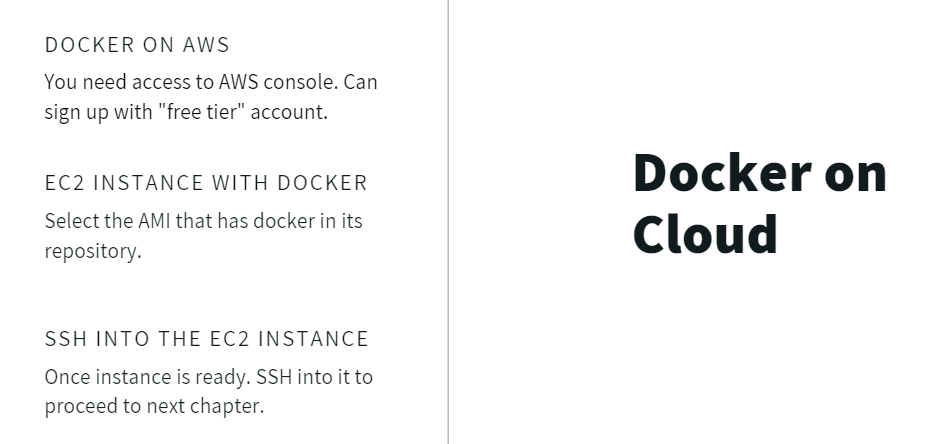 DOCKER ON AWS
You need access to AWS console. Can
sign up with "free tier" account.
EC2 INSTANCE WITH DOCKER
Select the AMI that has docker in its
repository.
SSH INTO THE EC2 INSTANCE
Once instance is ready. SSH into it to
proceed to next chapter.
Docker on
Cloud